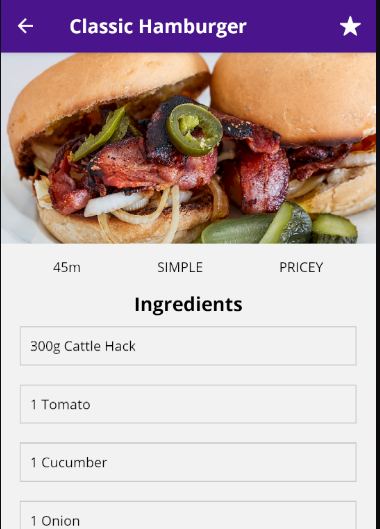 Classic Hamburger
45m SIMPLE PRICEY
Ingredients
300g Cattle Hack
1 Tomato
1 Cucumber
1 Onion